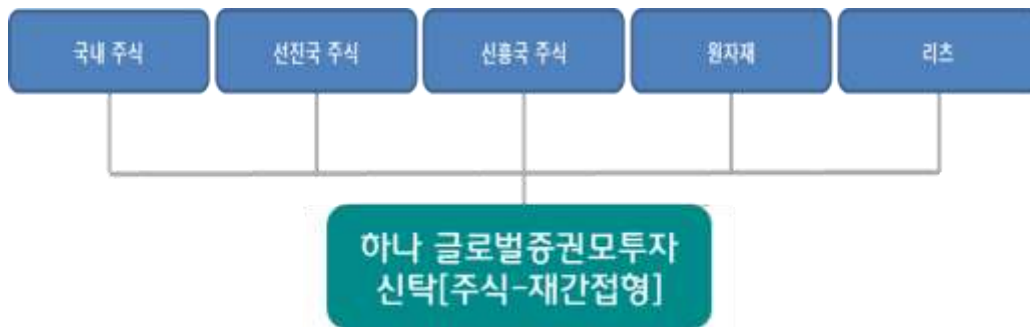 국내 주식
선진국 주식
신흥국 주식
원자재
리츠
하나 글로벌증권모투자
신탁[주식-재간접형]